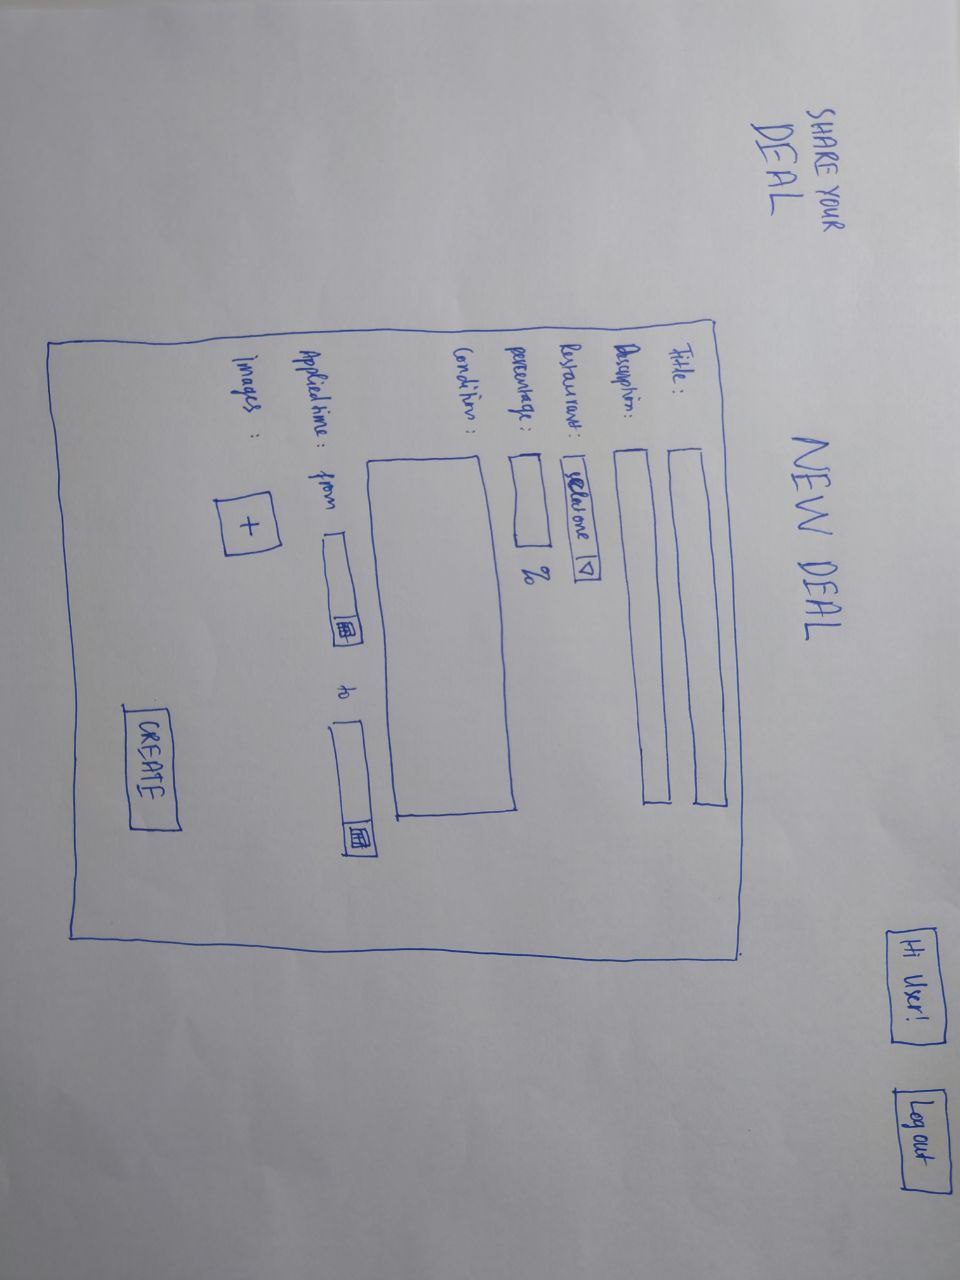 Hi User!
Log out
SHARE YOUR
DEAL
NEW DEAL
Title:
Description:
Restaurant: select one
percentage: %
Condition:
Applied time: from to
images :
+
CREATE